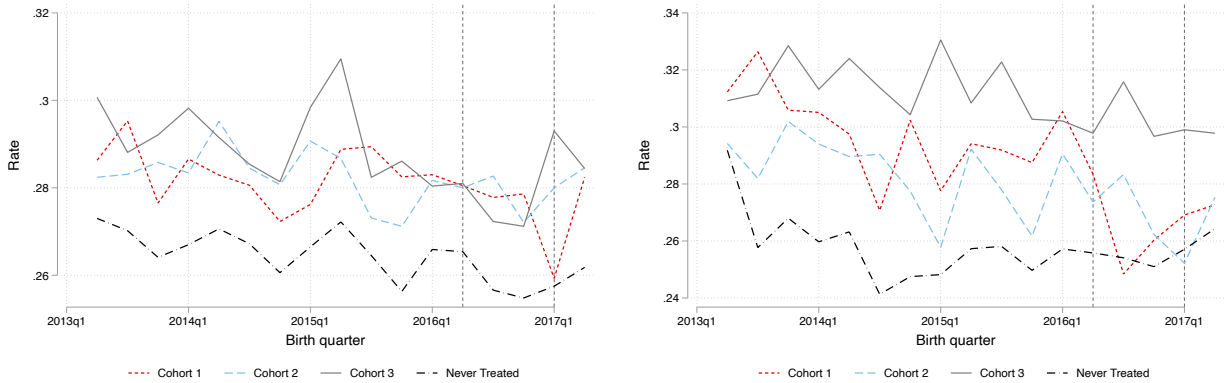 .32
.3
.28
.26
Rate
2013q1 2014q1 2015q1 2016q1 2017q1
Birth quarter
Cohort 1 Cohort 2 Cohort 3 Never Treated
.34
.32
.3
.28
.26
.24
Rate
2013q1 2014q1 2015q1 2016q1 2017q1
Birth quarter
Cohort 1 Cohort 2 Cohort 3 Never Treated